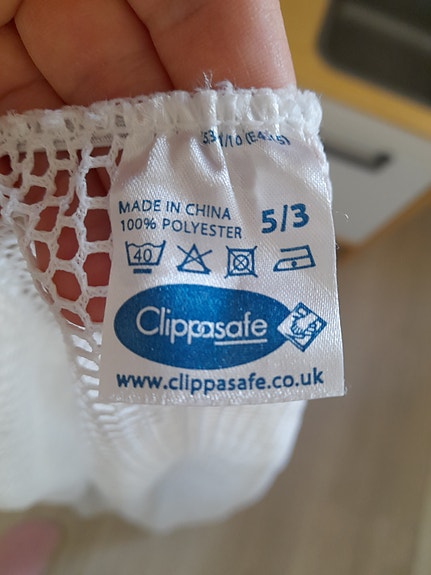 MADE IN CHINA
100% POLYESTER
5/3
40
Clippasafe
www.clippasafe.co.uk